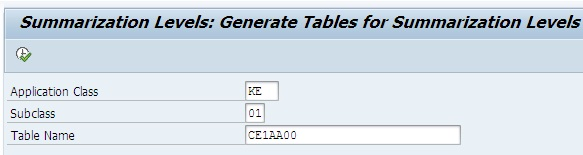 Summarization Levels: Generate Tables for Summarization Levels
Application Class KE
Subclass 01
Table Name CE1AA00